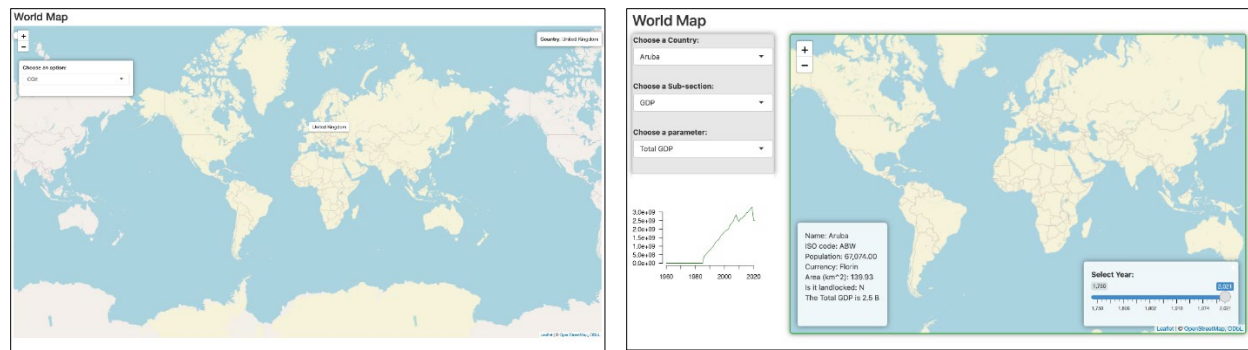 World Map
+
−
Country: United Kingdom
Choose an option:
CO2
United Kingdom
Leaflet | © OpenStreetMap, ODbL
World Map
Choose a Country:
Aruba
Choose a Sub-section:
GDP
Choose a parameter:
Total GDP
3.0e+09
2.5e+09
2.0e+09
1.5e+09
1.0e+09
5.0e+08
0.0e+00
1960 1980 2000 2020
+
−
Name: Aruba
ISO code: ABW
Population: 67,074.00
Currency: Florin
Area (km^2): 139.93
Is it landlocked: N
The Total GDP is 2.5 B
Select Year:
1,750 2,021
Leaflet | © OpenStreetMap, ODbL